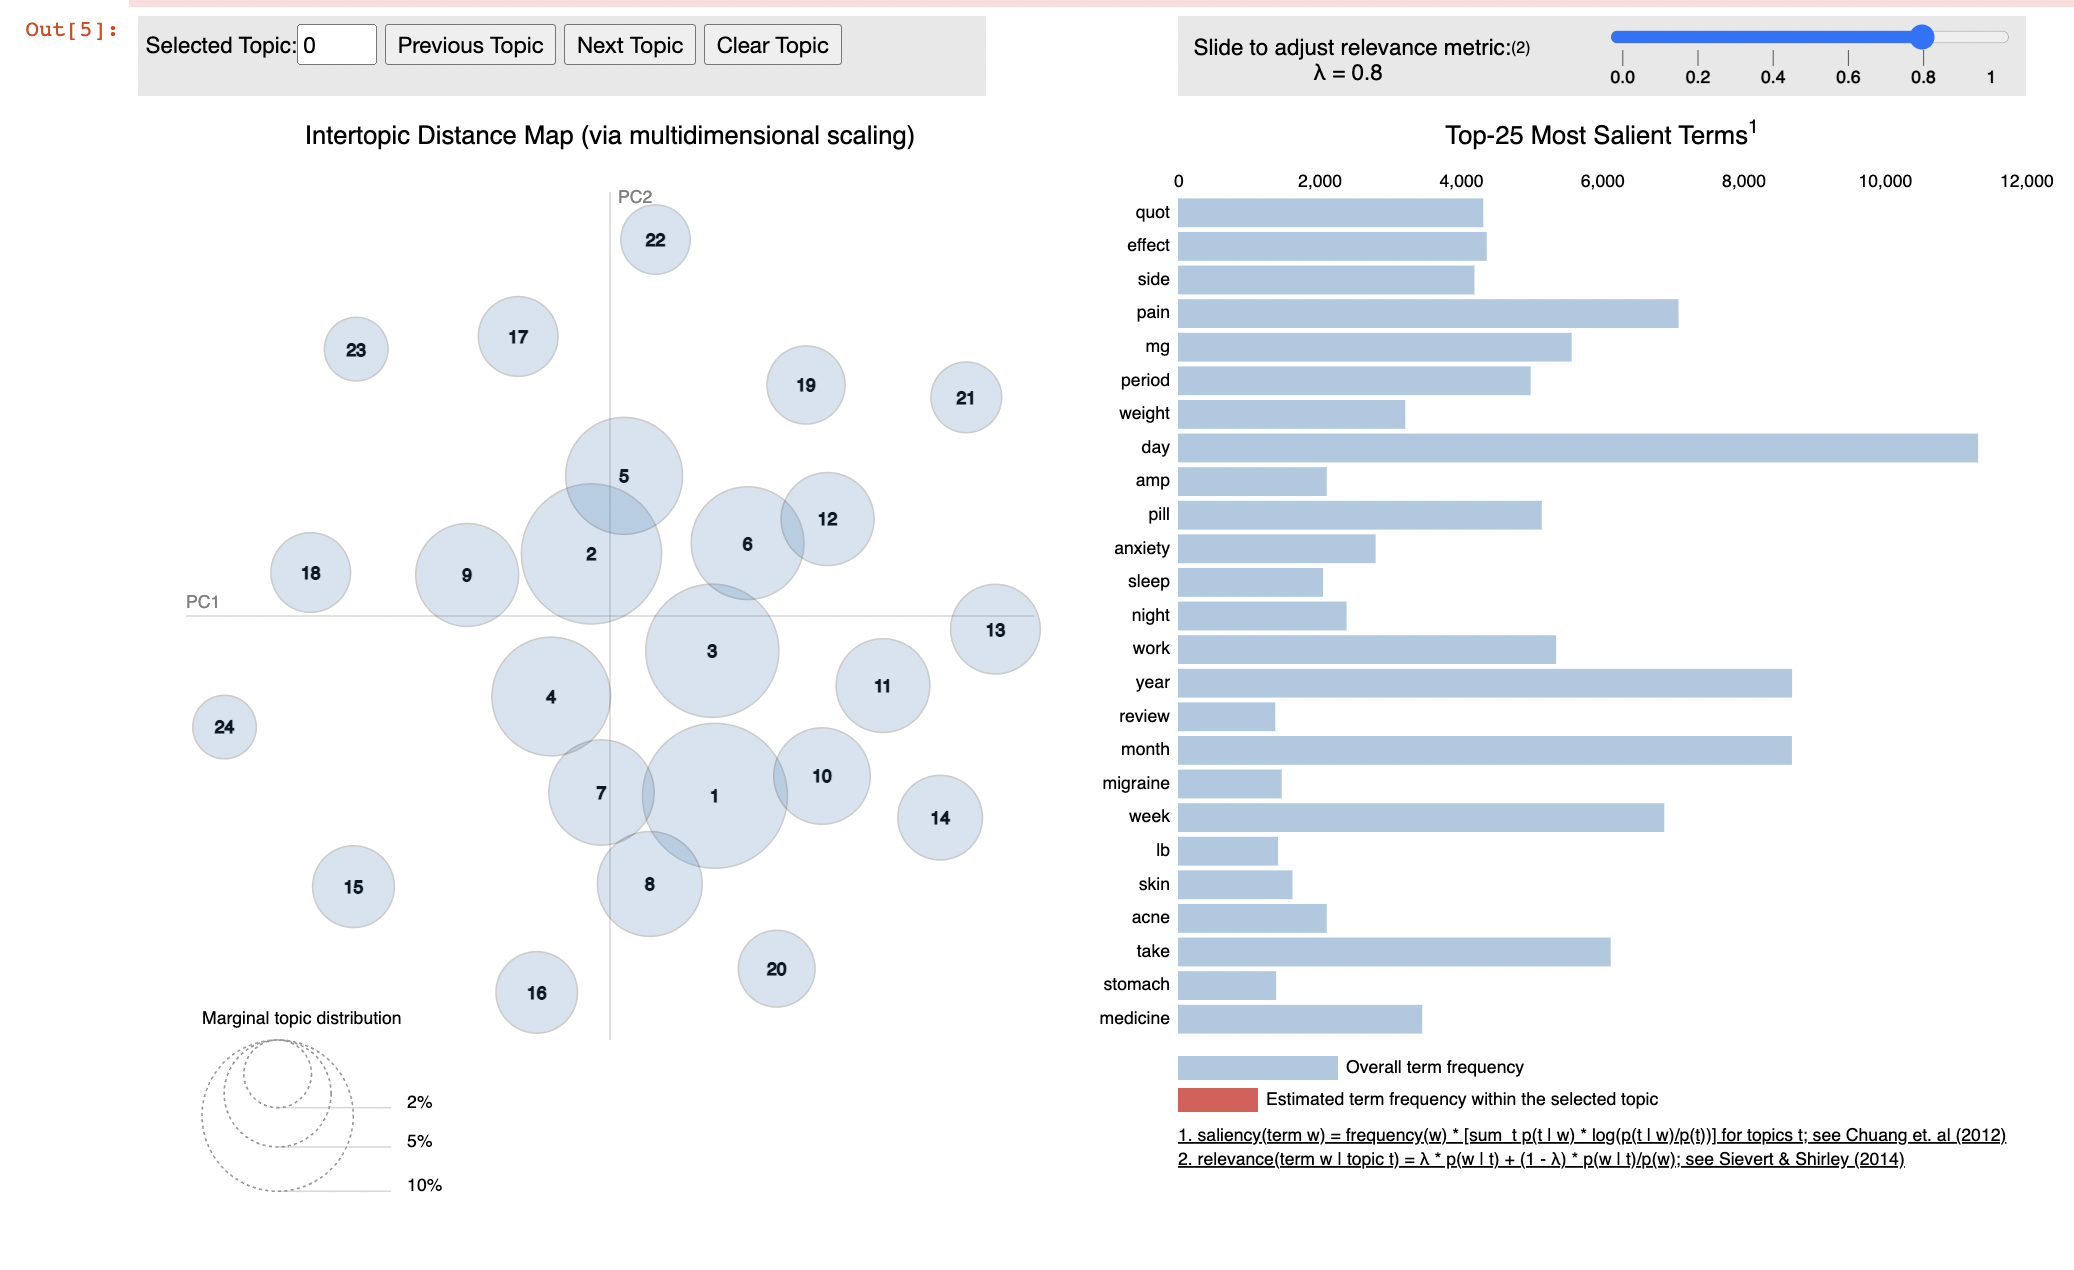 Out[5]:
Selected Topic: 0 Previous Topic Next Topic Clear Topic
Slide to adjust relevance metric:(2)
λ = 0.8
0.0 0.2 0.4 0.6 0.8 1
Intertopic Distance Map (via multidimensional scaling)
PC2
22
23
17
19
21
5
12
6
2
18
9
PC1
13
3
11
4
24
10
7
1
14
15
8
20
16
Marginal topic distribution
2%
5%
10%
Top-25 Most Salient Terms1
0 2,000 4,000 6,000 8,000 10,000 12,000
quot
effect
side
pain
mg
period
weight
day
amp
pill
anxiety
sleep
night
work
year
review
month
migraine
week
lb
skin
acne
take
stomach
medicine
Overall term frequency
Estimated term frequency within the selected topic
1. saliency(term w) = frequency(w) * [sum_t p(t | w) * log(p(t | w)/p(t))] for topics t; see Chuang et. al (2012)
2. relevance(term w | topic t) = λ * p(w | t) + (1 - λ) * p(w | t)/p(w); see Sievert & Shirley (2014)